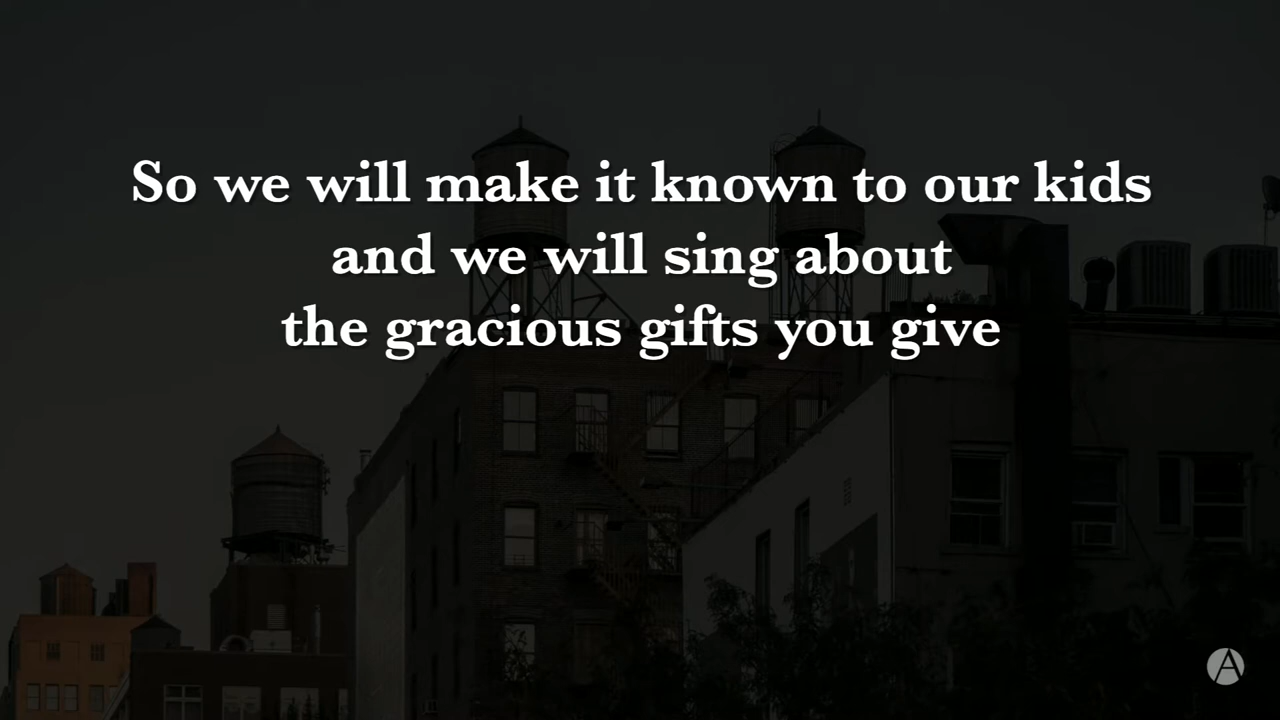 So we will make it known to our kids
and we will sing about
the gracious gifts you give
A